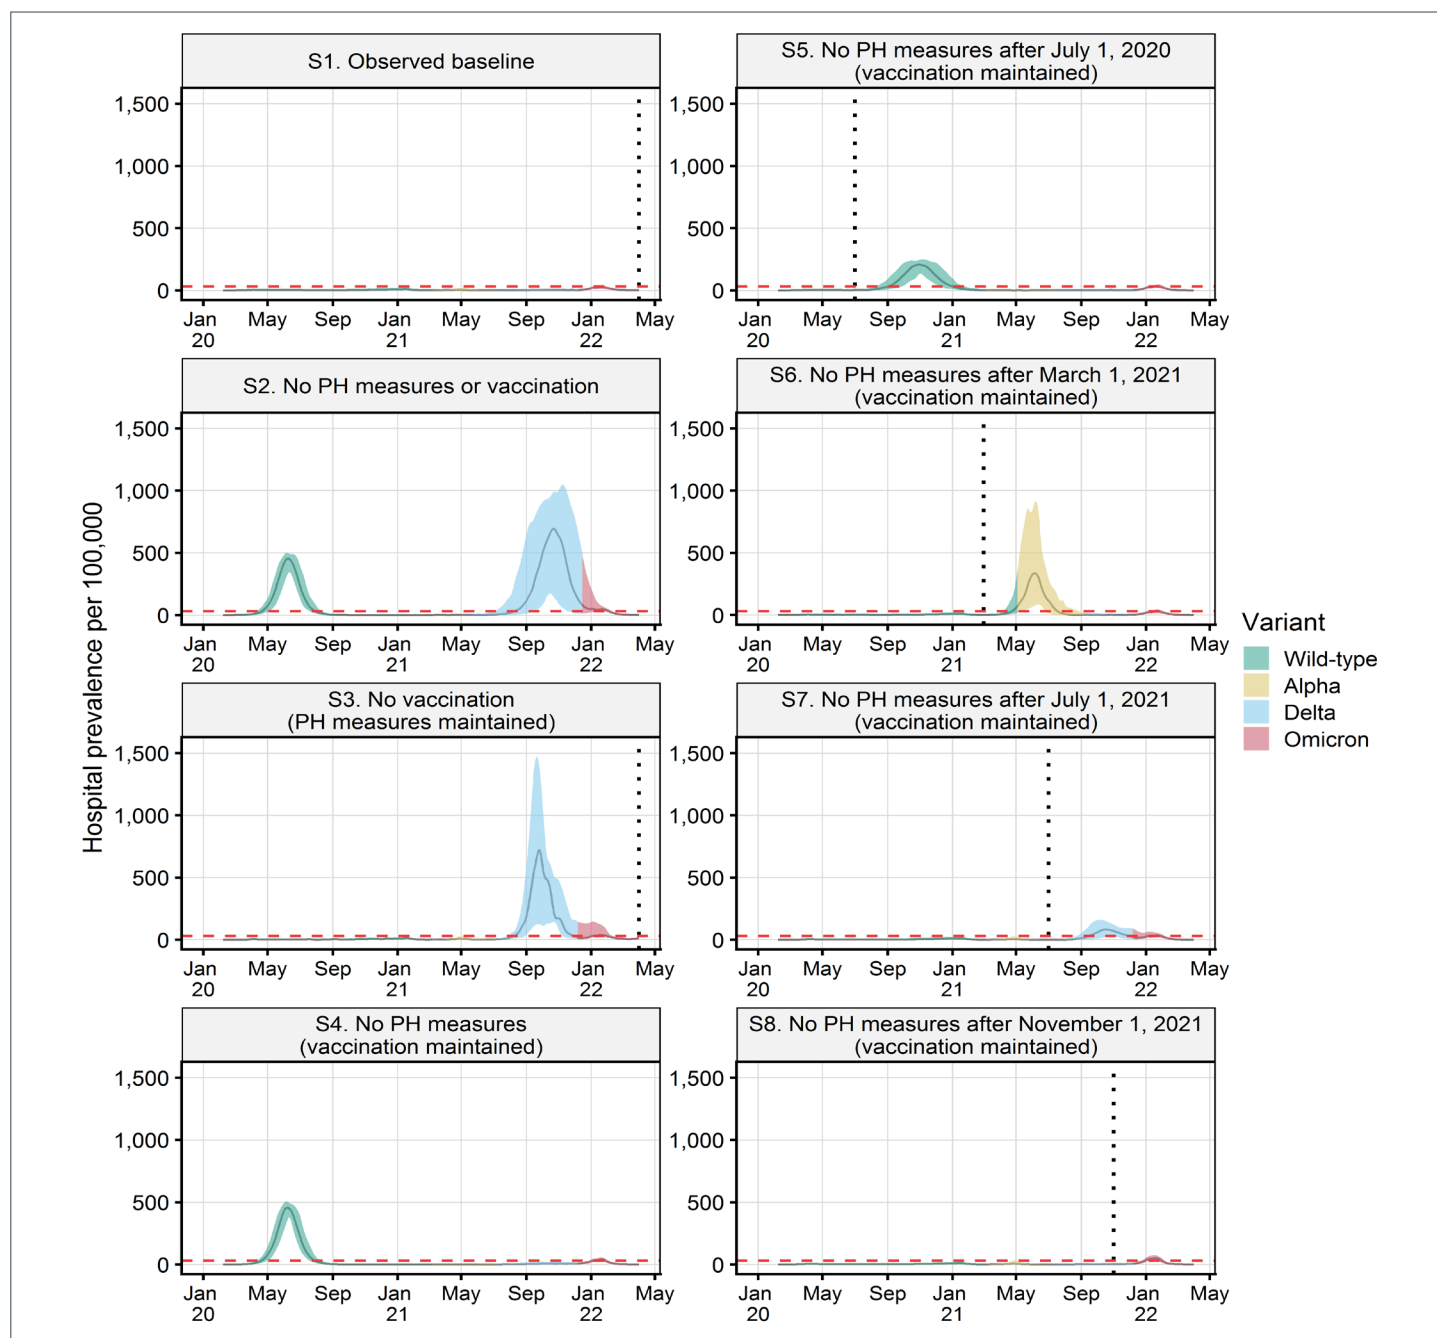 S1. Observed baseline
1,500
1,000
500
0
Jan 20 May Sep Jan 21 May Sep Jan 22 May
S5. No PH measures after July 1, 2020
(vaccination maintained)
1,500
1,000
500
0
Jan 20 May Sep Jan 21 May Sep Jan 22 May
S2. No PH measures or vaccination
1,500
1,000
500
0
Jan 20 May Sep Jan 21 May Sep Jan 22 May
S6. No PH measures after March 1, 2021
(vaccination maintained)
1,500
1,000
500
0
Jan 20 May Sep Jan 21 May Sep Jan 22 May
S3. No vaccination
(PH measures maintained)
1,500
1,000
500
0
Jan 20 May Sep Jan 21 May Sep Jan 22 May
S7. No PH measures after July 1, 2021
(vaccination maintained)
1,500
1,000
500
0
Jan 20 May Sep Jan 21 May Sep Jan 22 May
S4. No PH measures
(vaccination maintained)
1,500
1,000
500
0
Jan 20 May Sep Jan 21 May Sep Jan 22 May
S8. No PH measures after November 1, 2021
(vaccination maintained)
1,500
1,000
500
0
Jan 20 May Sep Jan 21 May Sep Jan 22 May
Hospital prevalence per 100,000
Variant
Wild-type
Alpha
Delta
Omicron